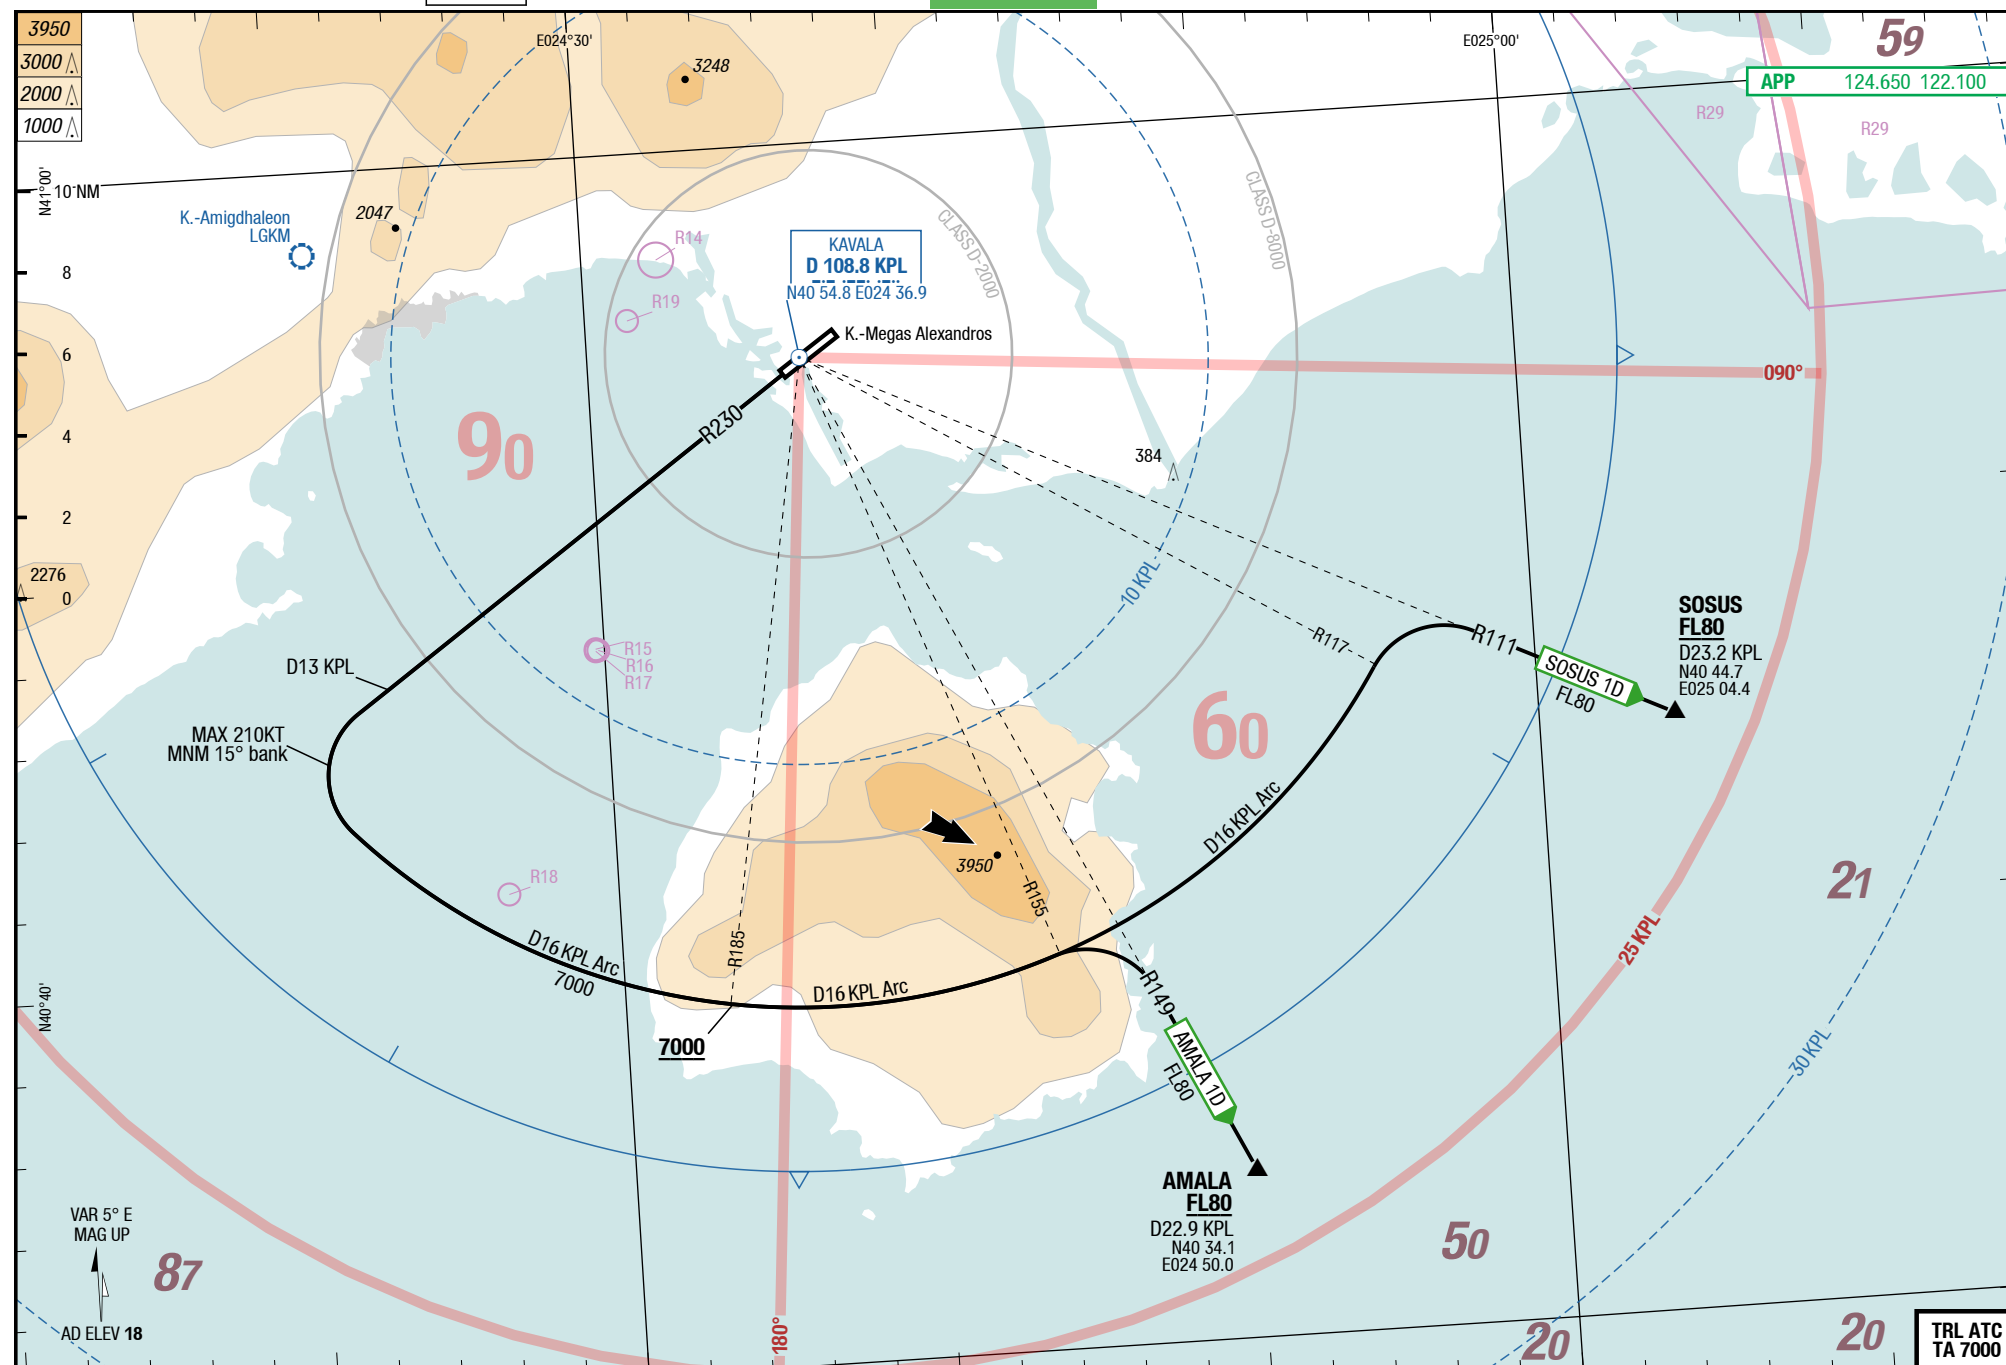 3950
3000
2000
1000
E024°30'
E025°00'
59
APP 124.650 122.100
R29
R29
3248
N41°00'
10 NM
K.-Amigdhaleon
LGKM
2047
R14
R19
CLASS D-2000
CLASS D-8000
KAVALA
D 108.8 KPL
N40 54.8 E024 36.9
K.-Megas Alexandros
8
6
4
2
0
090°
R230
90
384
2276
10 KPL
R117
R111
SOSUS
FL80
D23.2 KPL
N40 44.7
E025 04.4
SOSUS 1D
FL80
D13 KPL
R15
R16
R17
MAX 210KT
MNM 15° bank
60
D16 KPL Arc
3950
R155
R18
21
25 KPL
D16 KPL Arc
7000
R185
D16 KPL Arc
R149
N40°40'
7000
AMALA 1D
FL80
30 KPL
AMALA
FL80
D22.9 KPL
N40 34.1
E024 50.0
VAR 5° E
MAG UP
87
50
AD ELEV 18
180°
20
20
TRL ATC
TA 7000